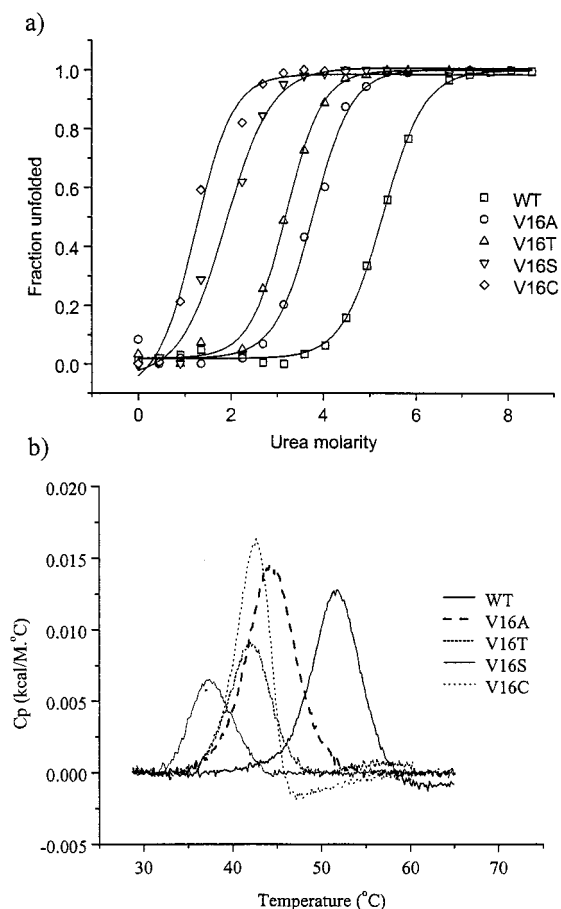 a)
Fraction unfolded
1.0
0.8
0.6
0.4
0.2
0.0
0
2
4
6
8
Urea molarity
WT
V16A
V16T
V16S
V16C
b)
Cp (kcal/M.°C)
0.020
0.015
0.010
0.005
0.000
-0.005
30
40
50
60
70
Temperature (°C)
WT
V16A
V16T
V16S
V16C